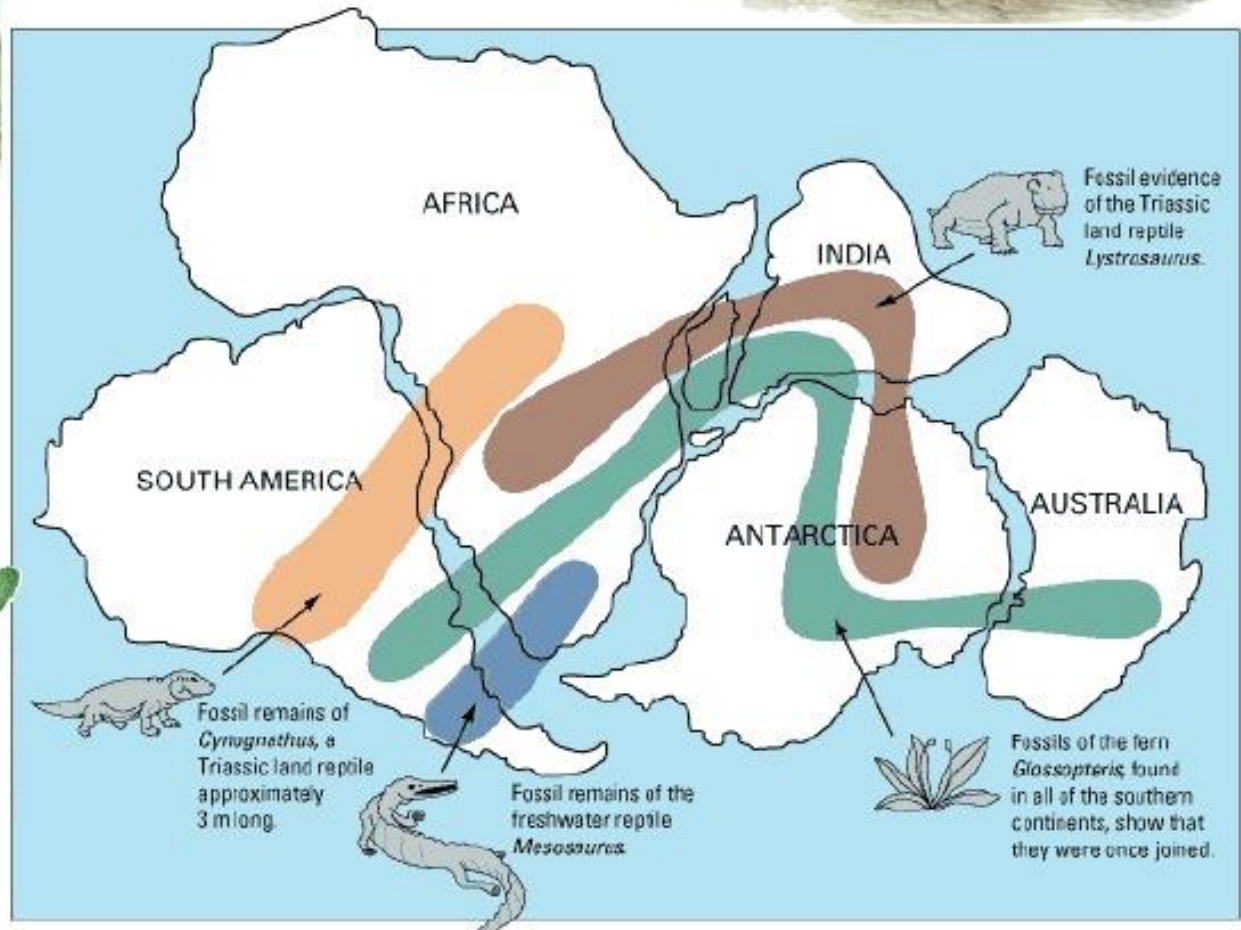 AFRICA
INDIA
Fossil evidence
of the Triassic
land reptile
Lystrosaurus.
SOUTH AMERICA
ANTARCTICA
AUSTRALIA
Fossil remains of
Cynognathus, a
Triassic land reptile
approximately
3 m long.
Fossil remains of the
freshwater reptile
Mesosaurus.
Fossils of the fern
Glossopteris, found
in all of the southern
continents, show that
they were once joined.